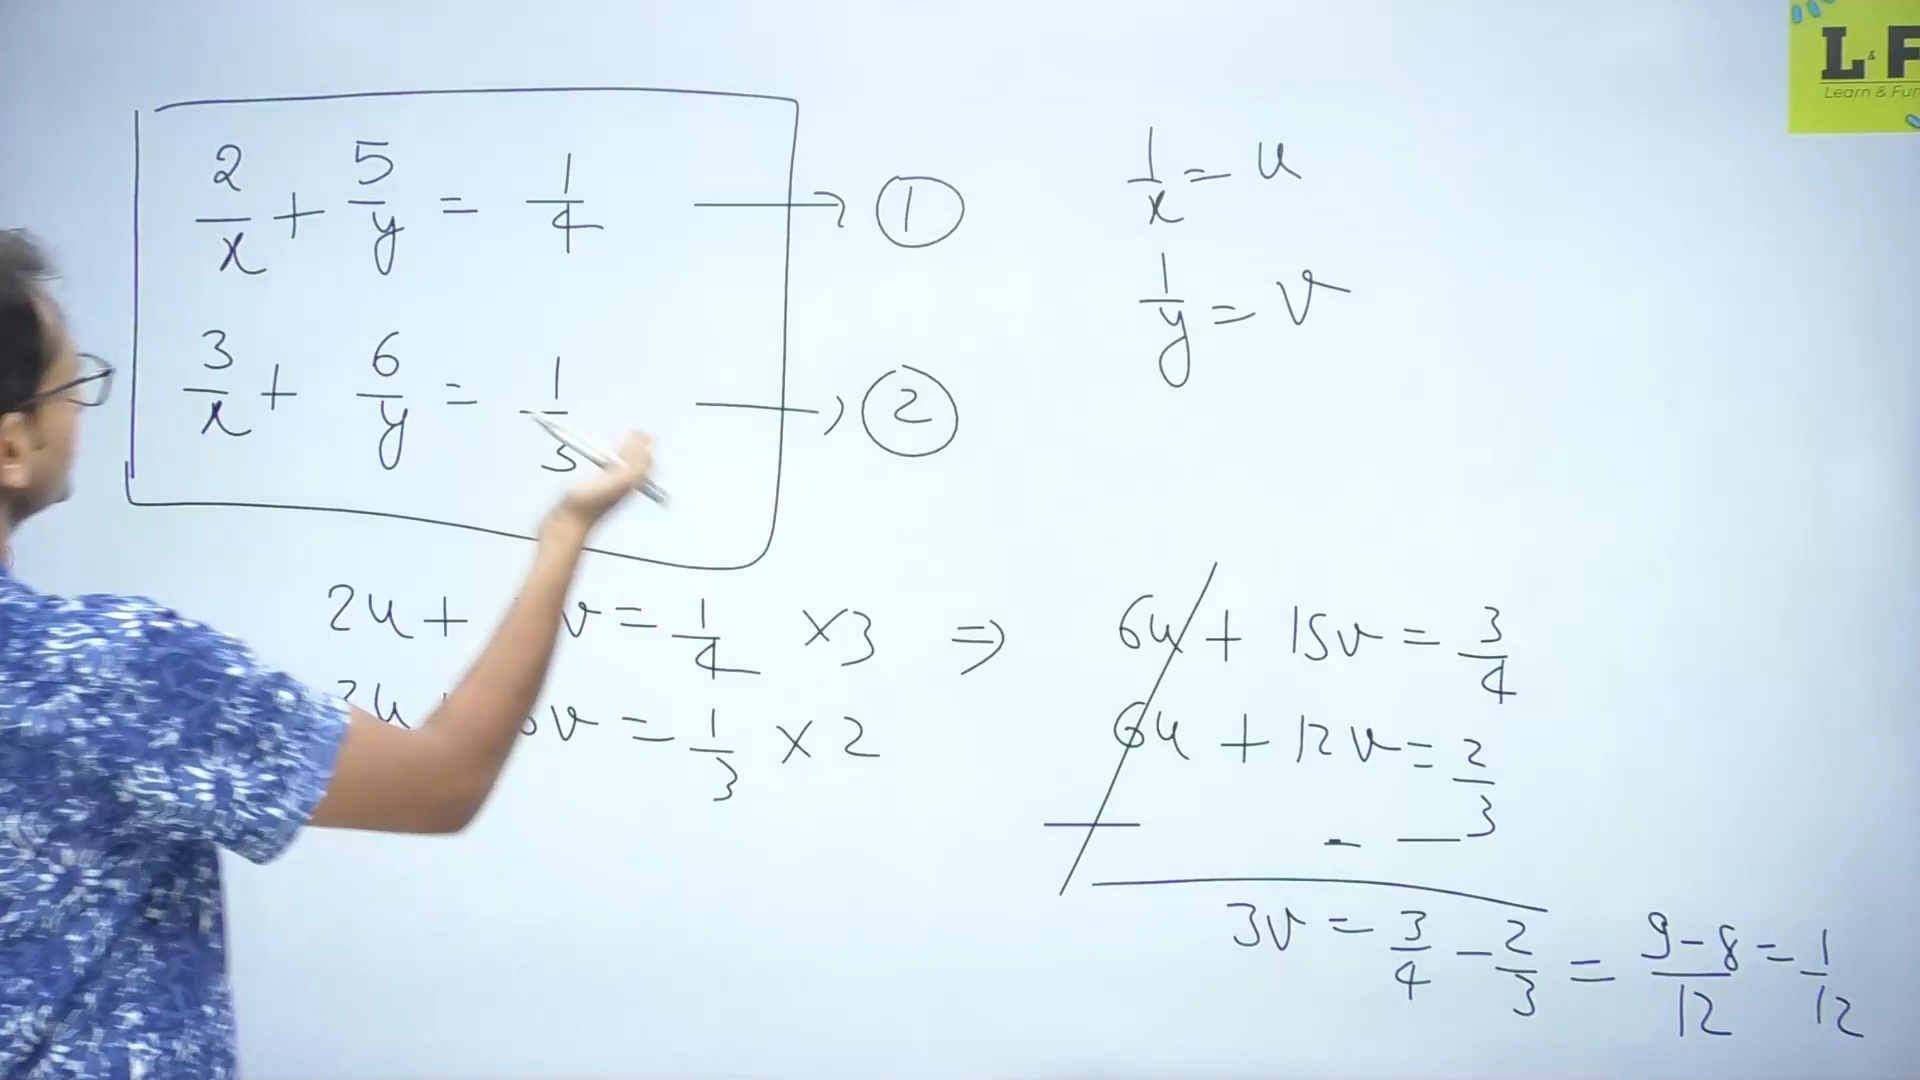 L & F
Learn & Fun
2/x + 5/y = 1/4 → ①
3/x + 6/y = 1/3 → ②
1/x = u
1/y = v
2u + v = 1/4 ×3 ⇒
u v = 1/3 × 2
6u + 15v = 3/4
6u + 12v = 2/3
- —
3v = 3/4 - 2/3 = 9-8/12 = 1/12